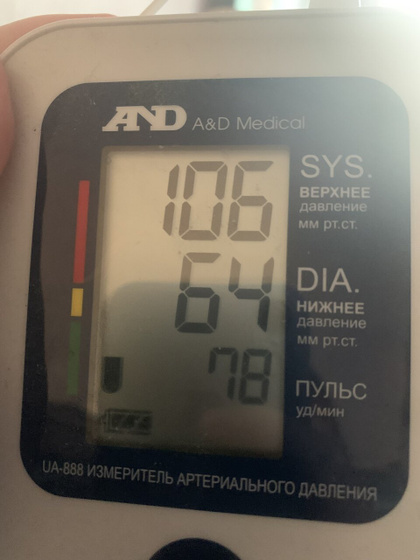 AND A&D Medical
106
SYS.
ВЕРХНЕЕ
давление
мм рт.ст.
64
DIA.
НИЖНЕЕ
давление
мм рт.ст.
78
ПУЛЬС
уд/мин
UA-888 ИЗМЕРИТЕЛЬ АРТЕРИАЛЬНОГО ДАВЛЕНИЯ